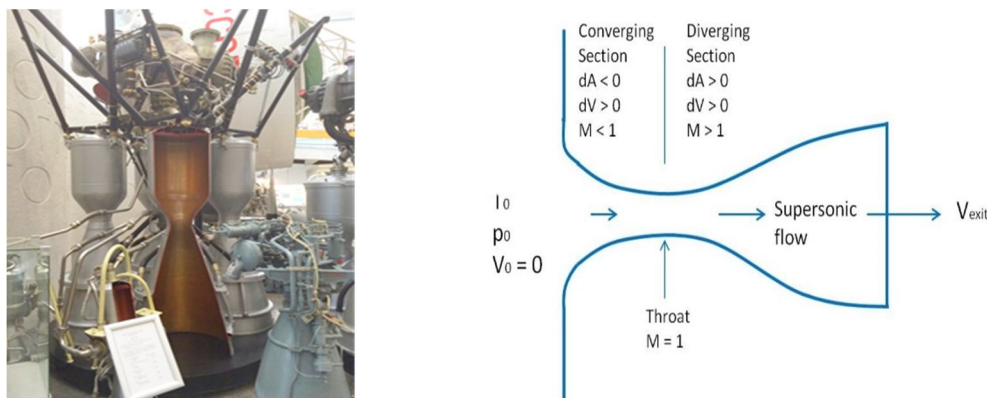 Converging
Section
dA < 0
dV > 0
M < 1
Diverging
Section
dA > 0
dV > 0
M > 1
I₀
p₀
V₀ = 0
Supersonic
flow
Vₑₓᵢₜ
Throat
M = 1